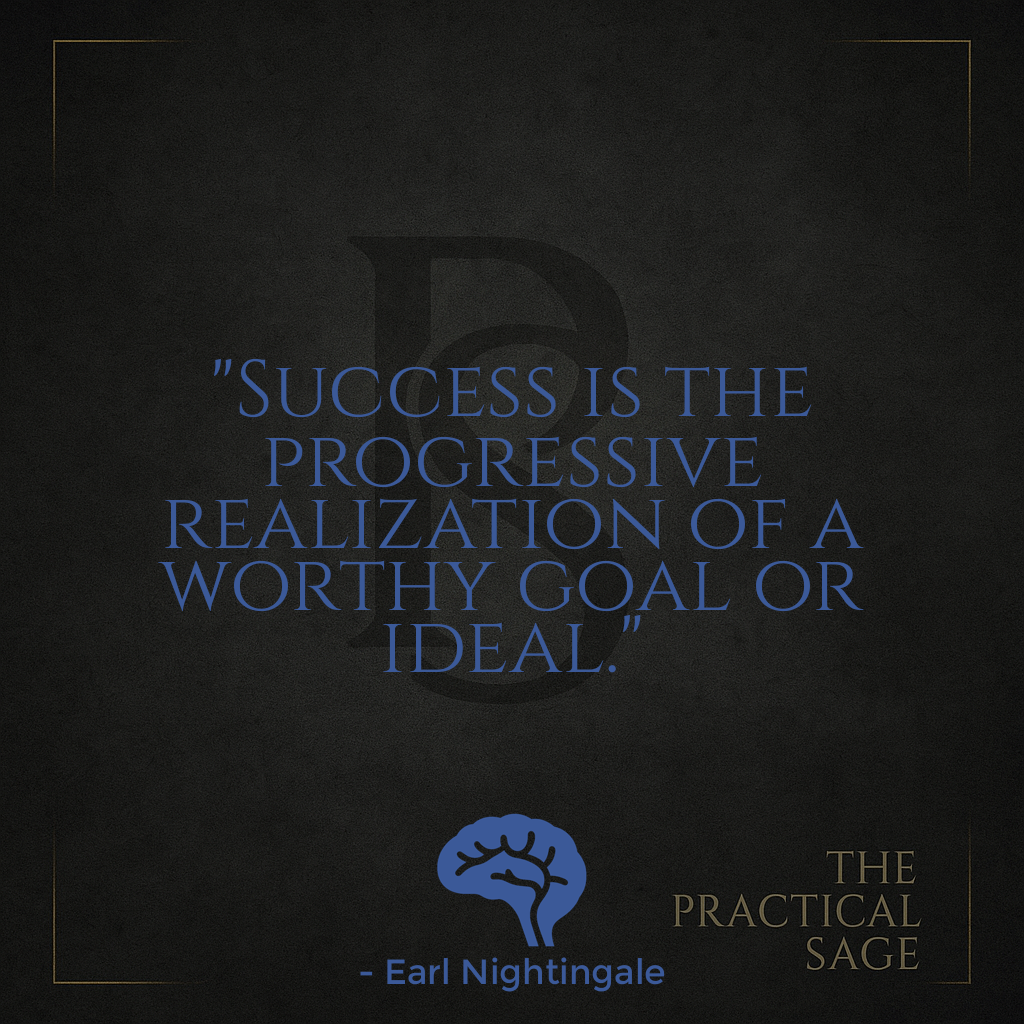 "Success is the
progressive
realization of a
worthy goal or
ideal."
- Earl Nightingale
THE
PRACTICAL
SAGE